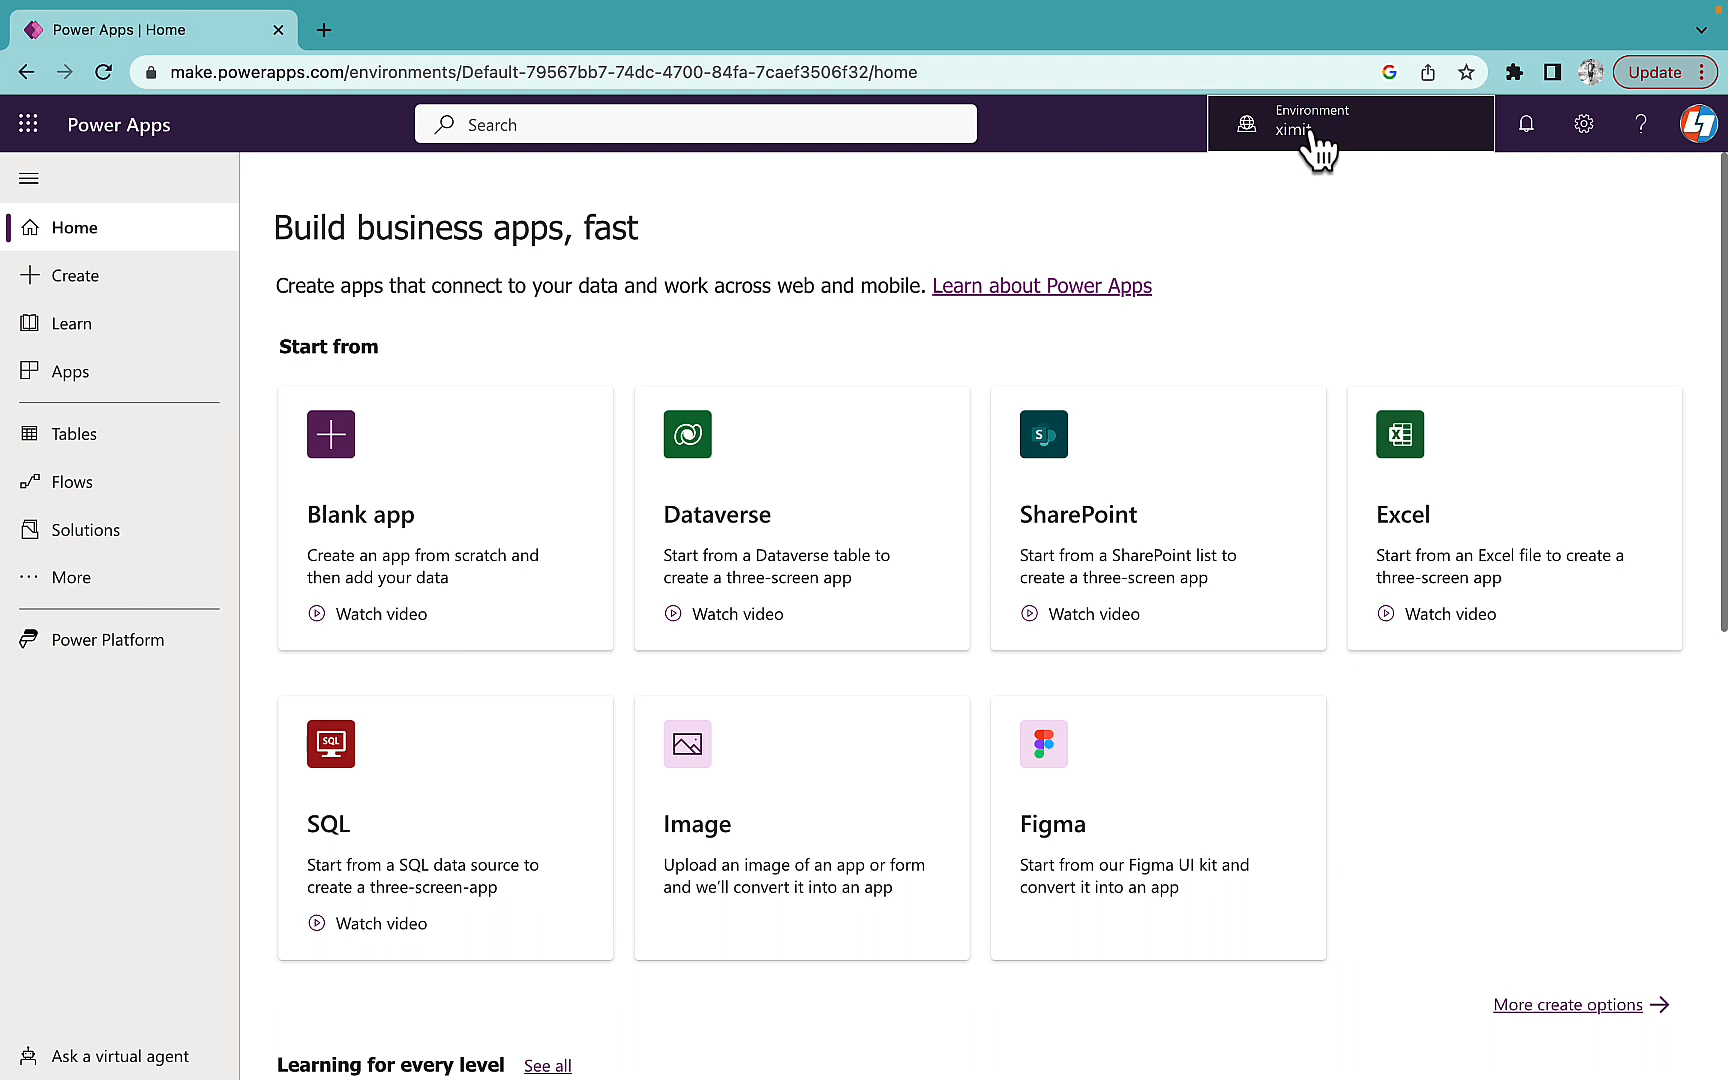 Power Apps | Home
make.powerapps.com/environments/Default-79567bb7-74dc-4700-84fa-7caef3506f32/home
Update
Power Apps
Search
Environment
Home
Create
Learn
Apps
Tables
Flows
Solutions
More
Power Platform
Ask a virtual agent
Build business apps, fast
Create apps that connect to your data and work across web and mobile. Learn about Power Apps
Start from
Blank app
Create an app from scratch and
then add your data
Watch video
Dataverse
Start from a Dataverse table to
create a three-screen app
Watch video
SharePoint
Start from a SharePoint list to
create a three-screen app
Watch video
Excel
Start from an Excel file to create a
three-screen app
Watch video
SQL
SQL
Start from a SQL data source to
create a three-screen-app
Watch video
Image
Upload an image of an app or form
and we'll convert it into an app
Figma
Start from our Figma UI kit and
convert it into an app
More create options
Learning for every level See all